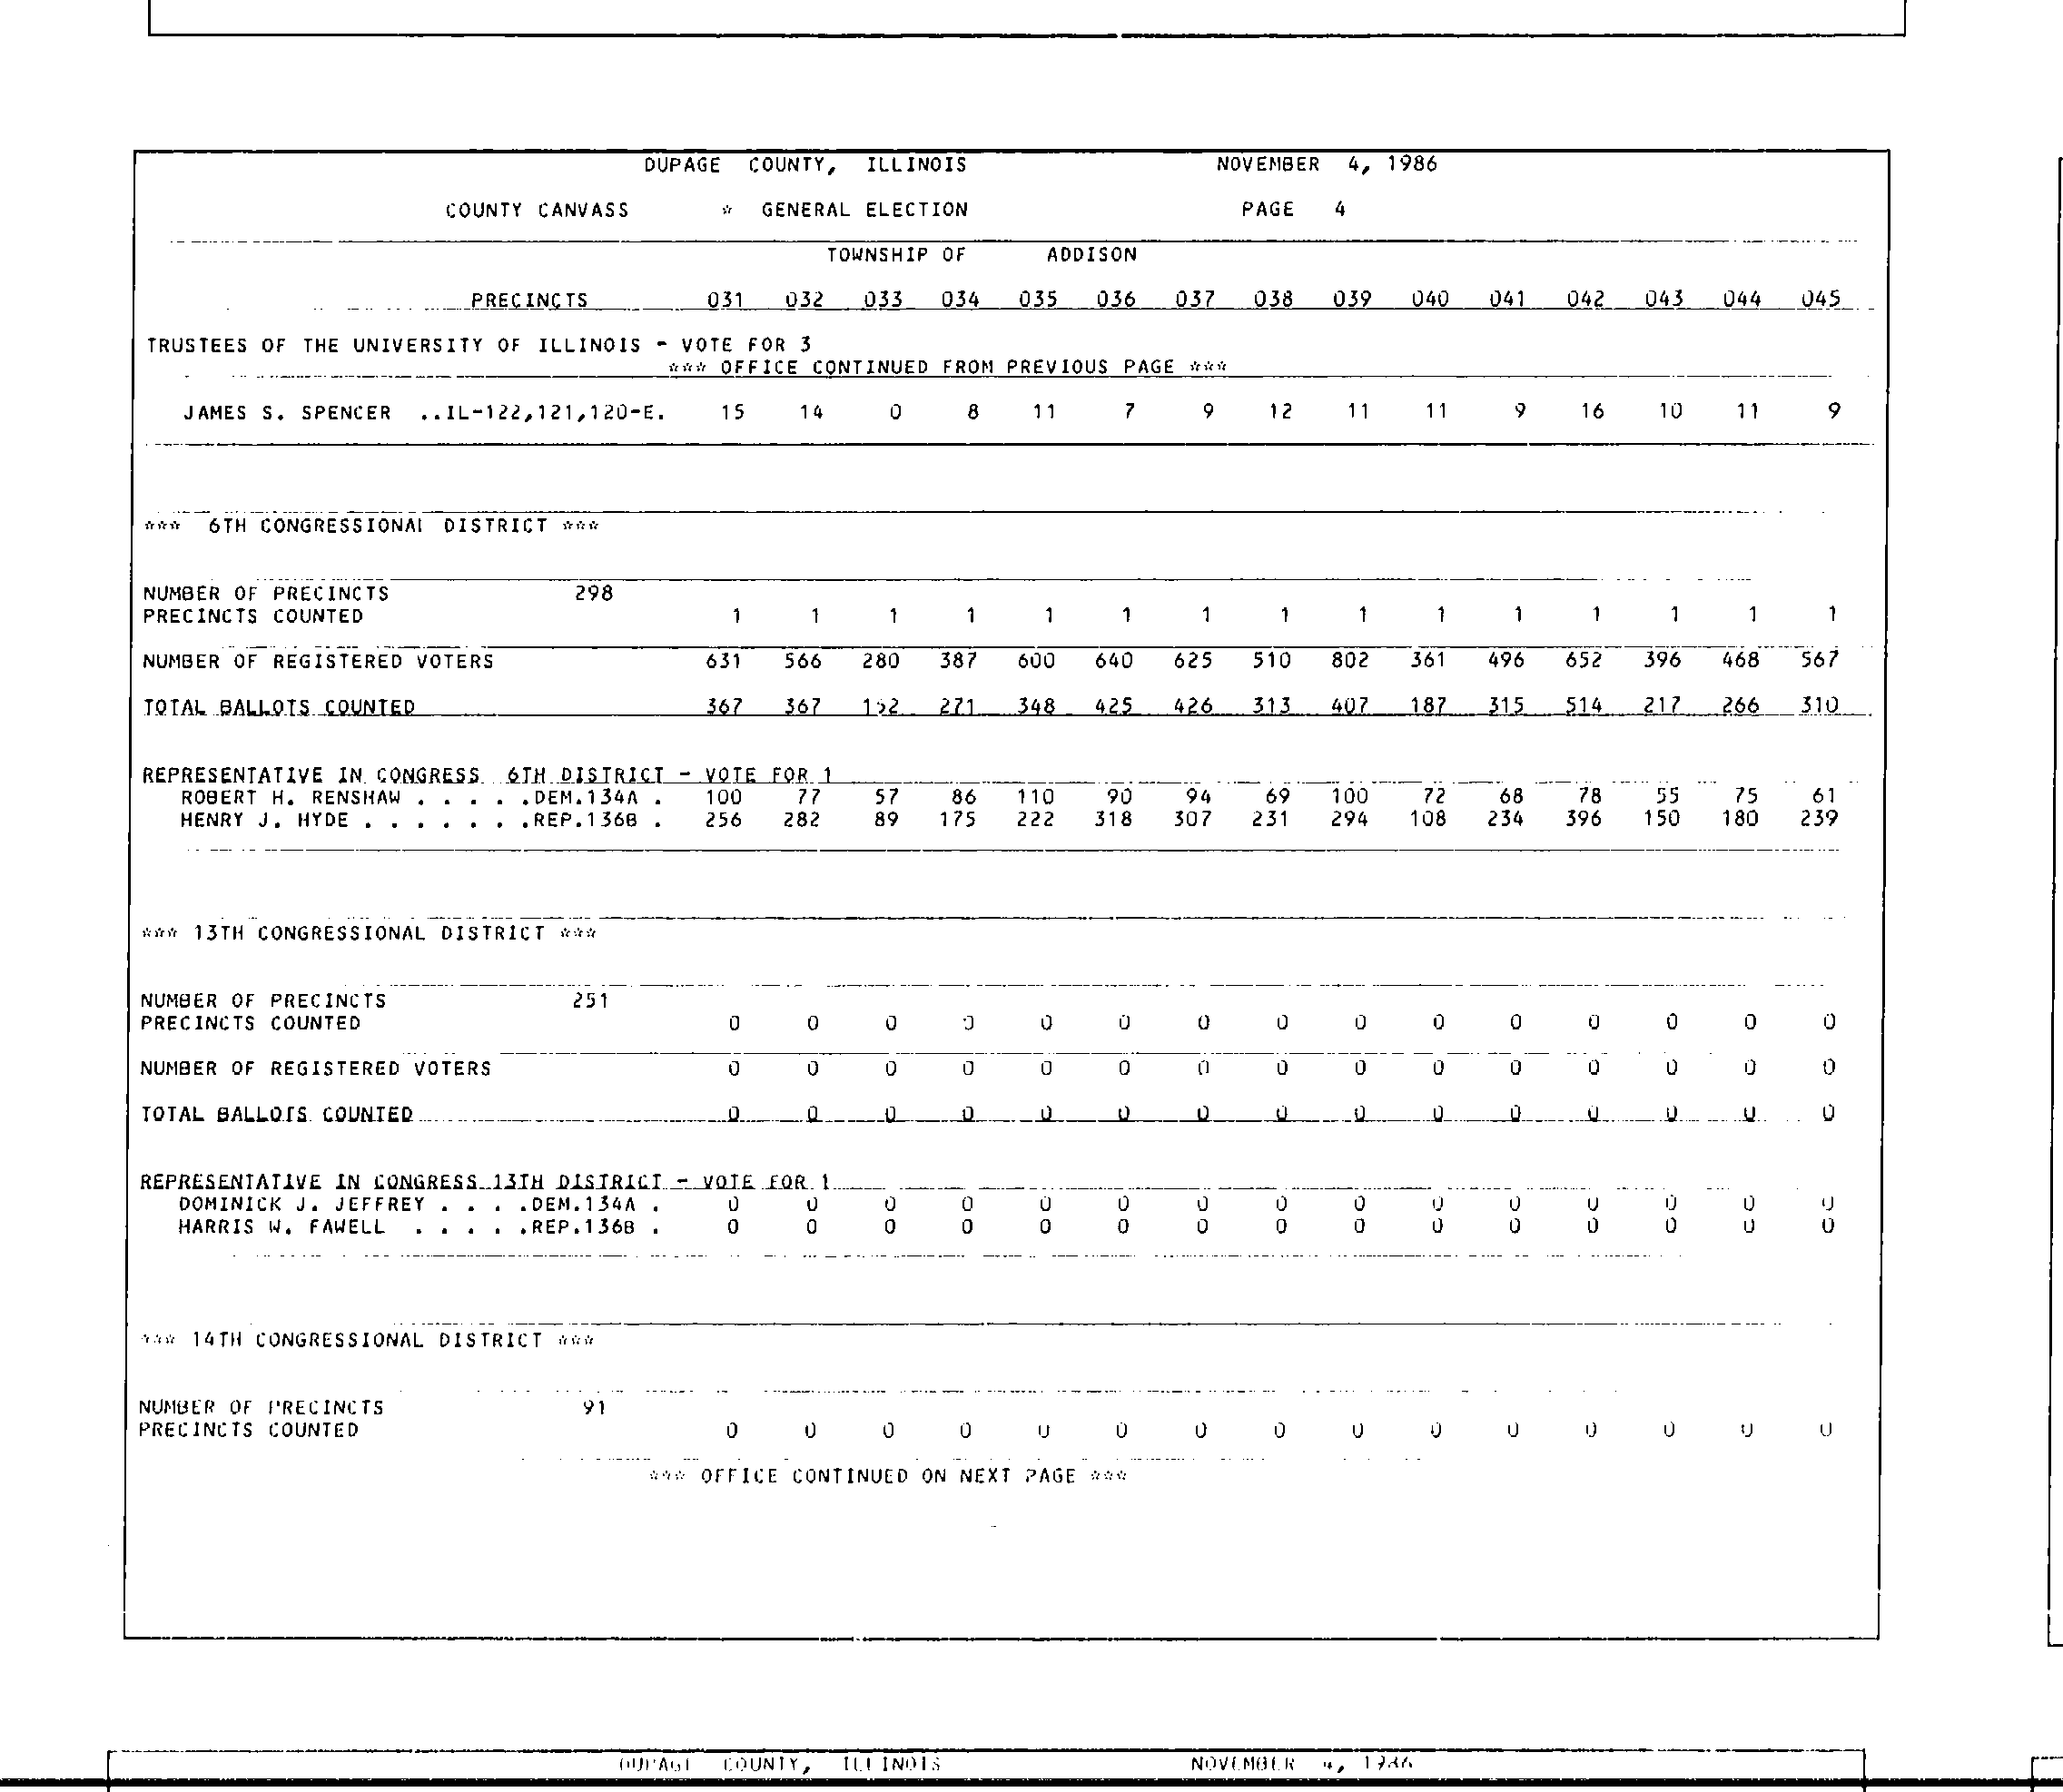 DUPAGE COUNTY, ILLINOIS NOVEMBER 4, 1986
COUNTY CANVASS * GENERAL ELECTION PAGE 4
TOWNSHIP OF ADDISON
PRECINCTS 031 032 033 034 035 036 037 038 039 040 041 042 043 044 045
TRUSTEES OF THE UNIVERSITY OF ILLINOIS - VOTE FOR 3
*** OFFICE CONTINUED FROM PREVIOUS PAGE ***
JAMES S. SPENCER ..IL-122,121,120-E. 15 14 0 8 11 7 9 12 11 11 9 16 10 11 9
*** 6TH CONGRESSIONAL DISTRICT ***
NUMBER OF PRECINCTS 298
PRECINCTS COUNTED 1 1 1 1 1 1 1 1 1 1 1 1 1 1 1
NUMBER OF REGISTERED VOTERS 631 566 280 387 600 640 625 510 802 361 496 652 396 468 567
TOTAL BALLOTS COUNTED 367 367 152 271 348 425 426 313 407 187 315 514 217 266 310
REPRESENTATIVE IN CONGRESS 6TH DISTRICT - VOTE FOR 1
ROBERT H. RENSHAW . . . . .DEM.134A . 100 77 57 86 110 90 94 69 100 72 68 78 55 75 61
HENRY J. HYDE . . . . . . .REP.136B . 256 282 89 175 222 318 307 231 294 108 234 396 150 180 239
*** 13TH CONGRESSIONAL DISTRICT ***
NUMBER OF PRECINCTS 251
PRECINCTS COUNTED 0 0 0 0 0 0 0 0 0 0 0 0 0 0 0
NUMBER OF REGISTERED VOTERS 0 0 0 0 0 0 0 0 0 0 0 0 0 0 0
TOTAL BALLOTS COUNTED 0 0 0 0 0 0 0 0 0 0 0 0 0 0 0
REPRESENTATIVE IN CONGRESS 13TH DISTRICT - VOTE FOR 1
DOMINICK J. JEFFREY . . . .DEM.134A . 0 0 0 0 0 0 0 0 0 0 0 0 0 0 0
HARRIS W. FAWELL . . . . .REP.136B . 0 0 0 0 0 0 0 0 0 0 0 0 0 0 0
*** 14TH CONGRESSIONAL DISTRICT ***
NUMBER OF PRECINCTS 91
PRECINCTS COUNTED 0 0 0 0 0 0 0 0 0 0 0 0 0 0 0
*** OFFICE CONTINUED ON NEXT PAGE ***
DUPAGE COUNTY, ILLINOIS NOVEMBER 4, 1986